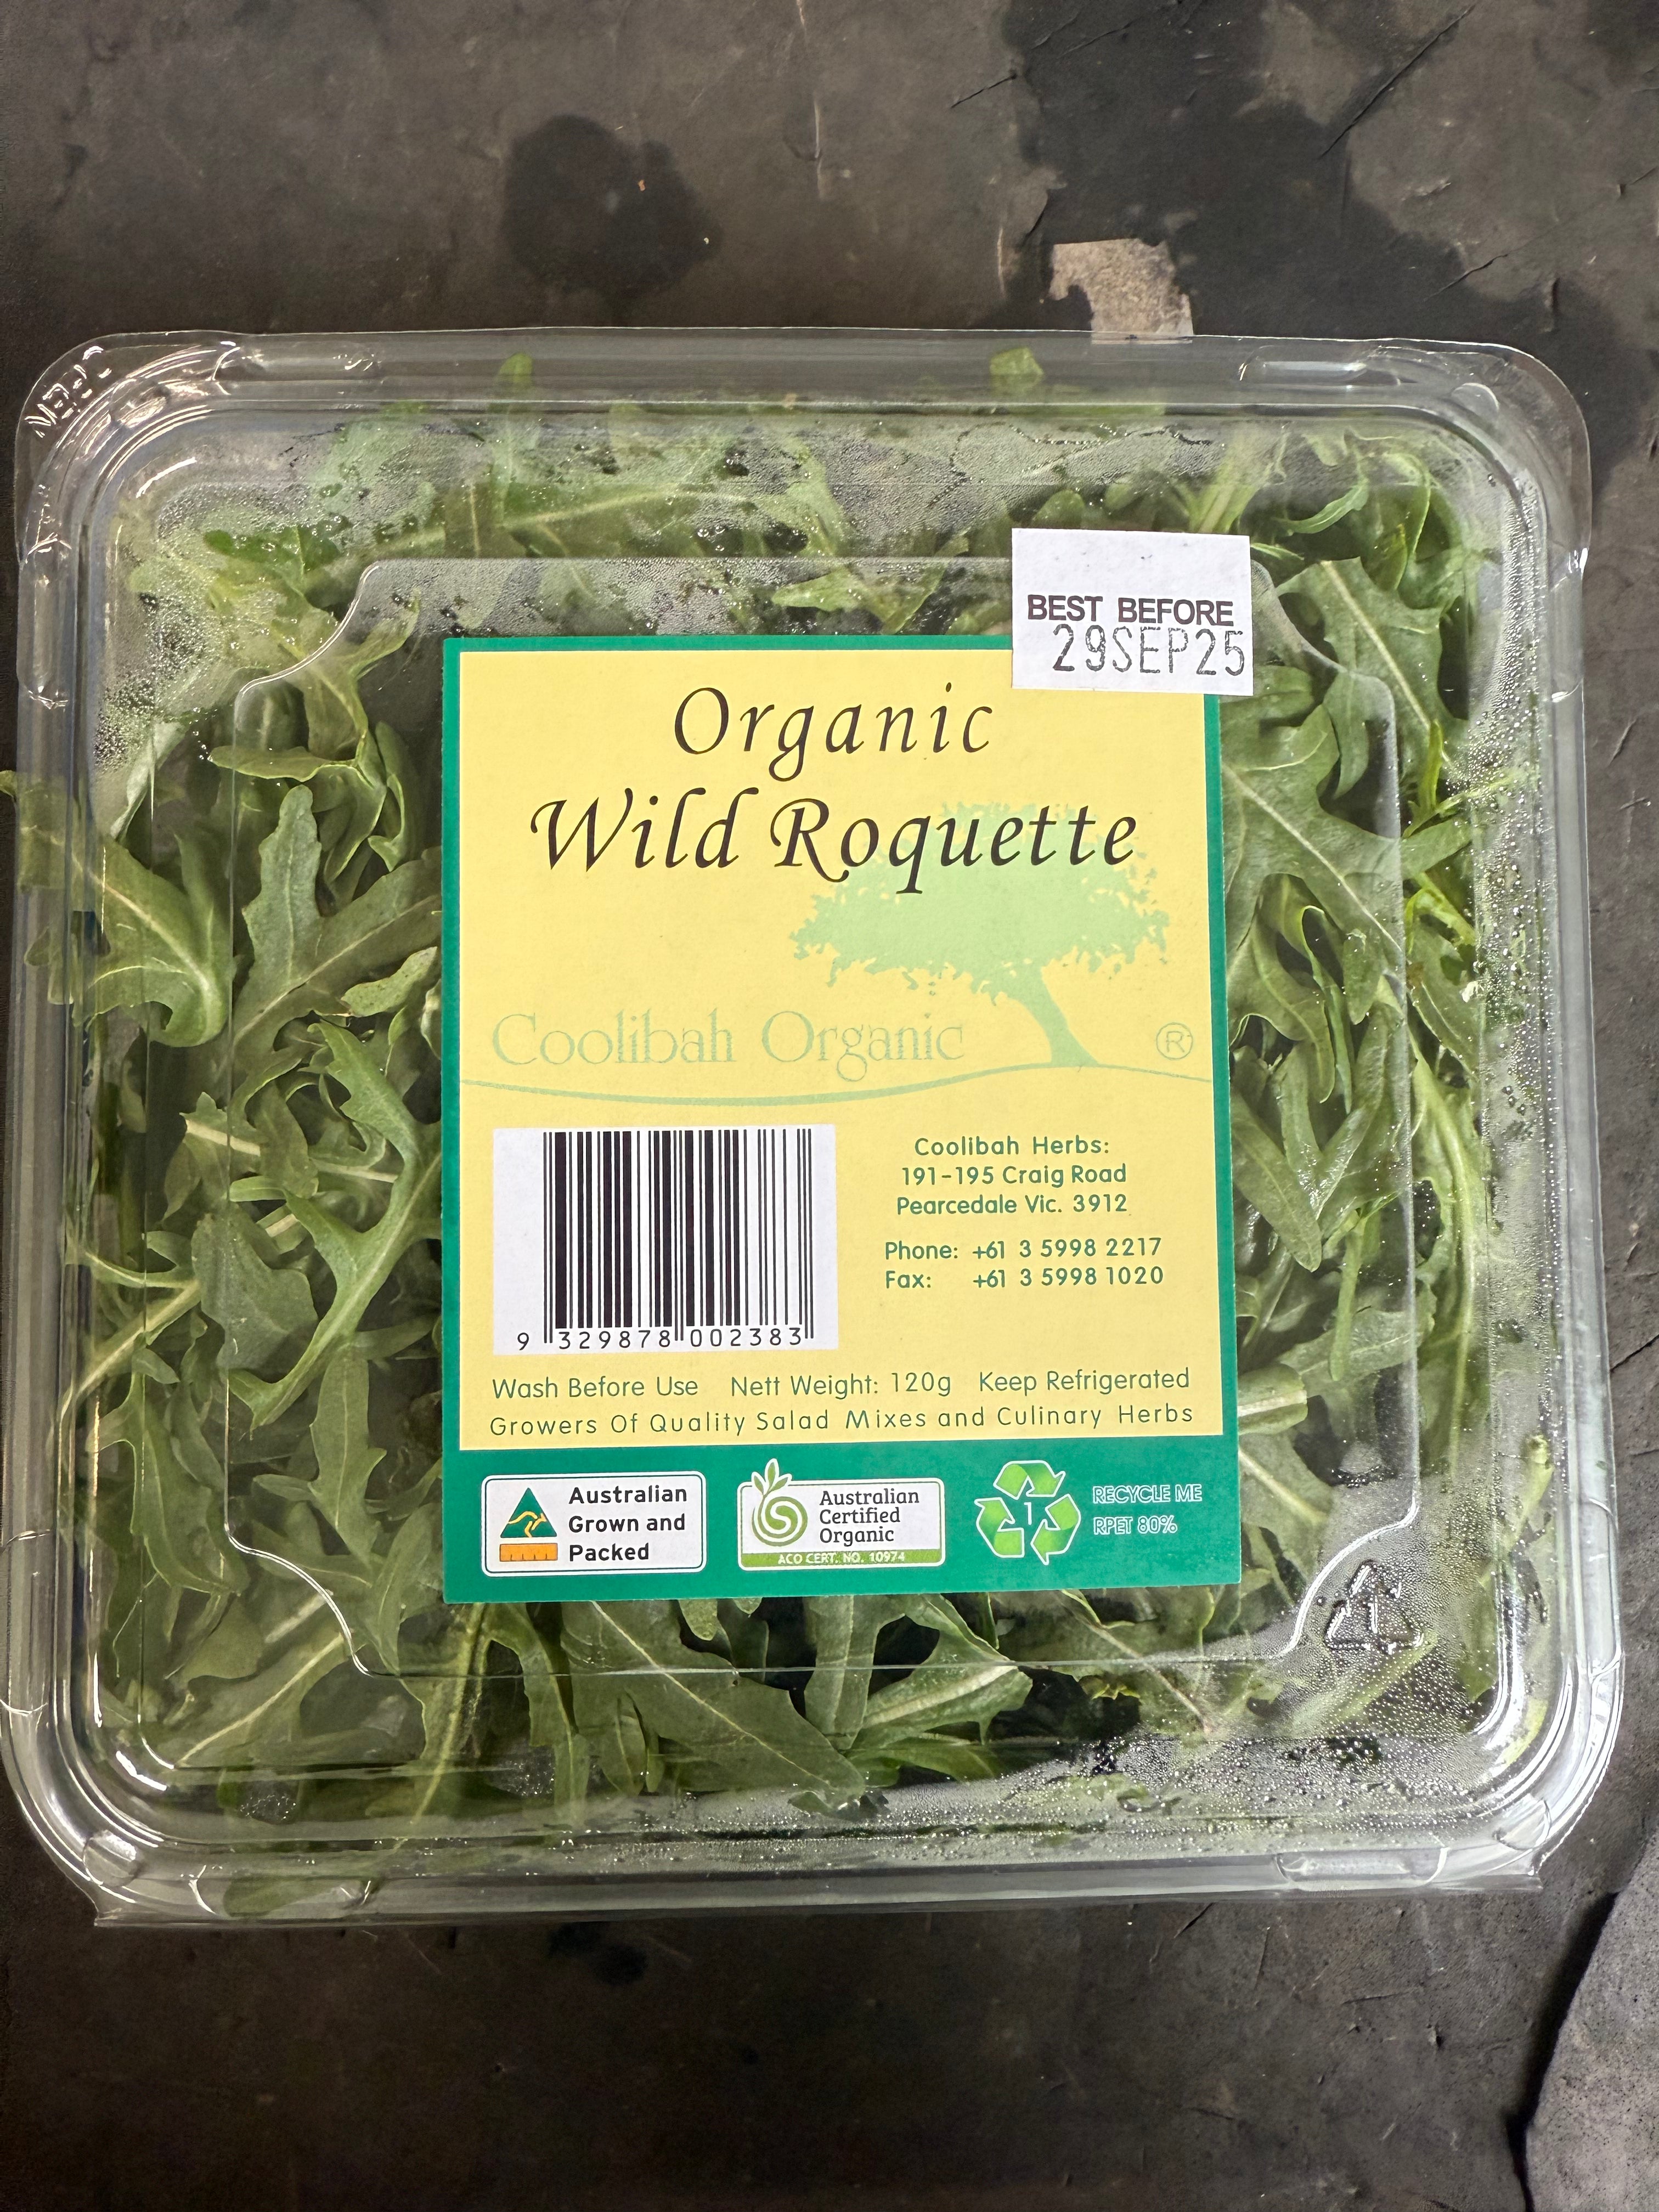 OPEN
BEST BEFORE
29SEP25
Organic
Wild Roquette
Coolibah Organic ®
Coolibah Herbs:
191-195 Craig Road
Pearcedale Vic. 3912
Phone: +61 3 5998 2217
Fax: +61 3 5998 1020
9 329878 002383
Wash Before Use Nett Weight: 120g Keep Refrigerated
Growers Of Quality Salad Mixes and Culinary Herbs
Australian
Grown and
Packed
Australian
Certified
Organic
ACO CERT. NO. 10974
1
RECYCLE ME
RPET 80%